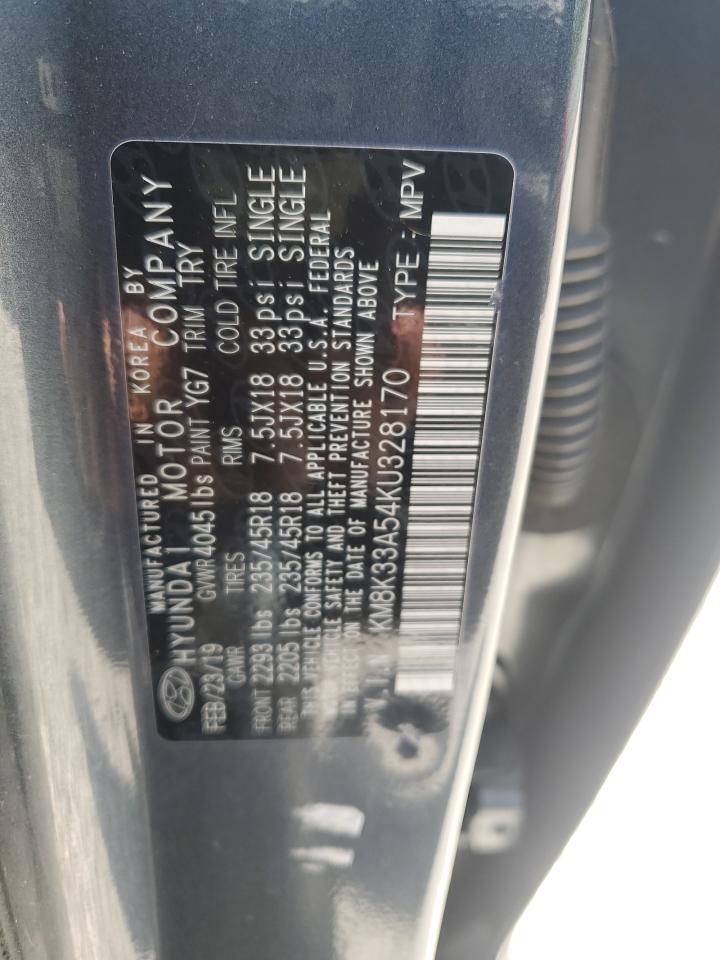 MANUFACTURED IN KOREA BY
HYUNDAI MOTOR COMPANY
FEB/23/19 GVWR 4045 lbs PAINT YG7 TRIM TRY
GAWR TIRES RIMS COLD TIRE INFL
FRONT 2293 lbs 235/45R18 7.5JX18 33psi SINGLE
REAR 2205 lbs 235/45R18 7.5JX18 33psi SINGLE
THIS VEHICLE CONFORMS TO ALL APPLICABLE U.S.A. FEDERAL
MOTOR VEHICLE SAFETY AND THEFT PREVENTION STANDARDS
IN EFFECT ON THE DATE OF MANUFACTURE SHOWN ABOVE
V.I.N : KM8K33A54KU328170 TYPE : MPV